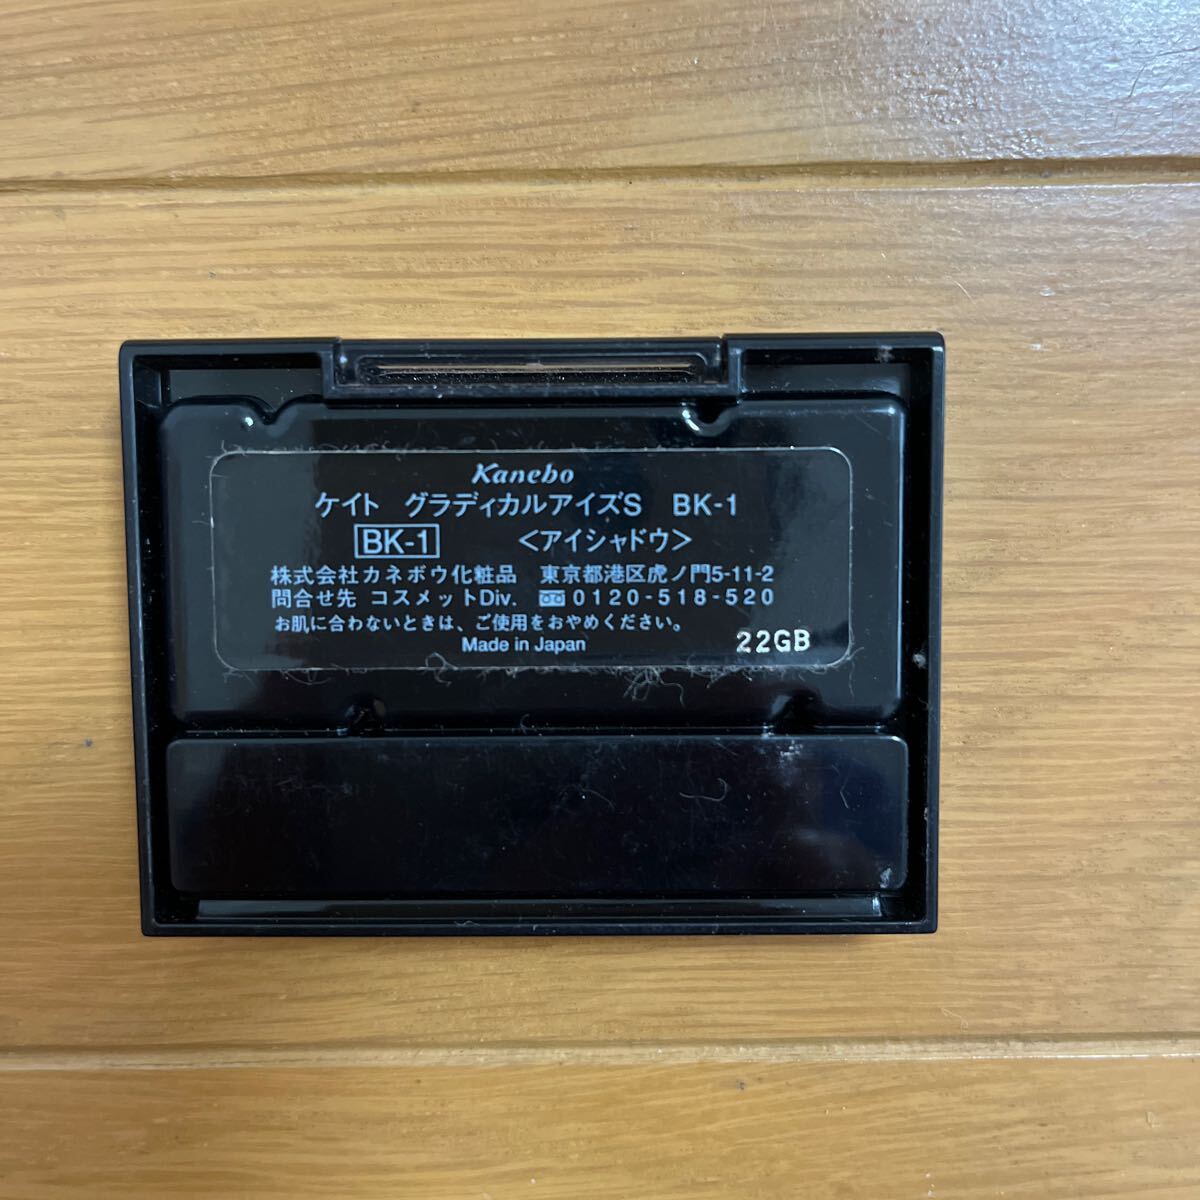 Kanebo
ケイト グラディカルアイズS BK-1
BK-1 <アイシャドウ>
株式会社カネボウ化粧品 東京都港区虎ノ門5-11-2
問合せ先 コスメットDiv. 0120-518-520
お肌に合わないときは、ご使用をおやめください。
Made in Japan 22GB